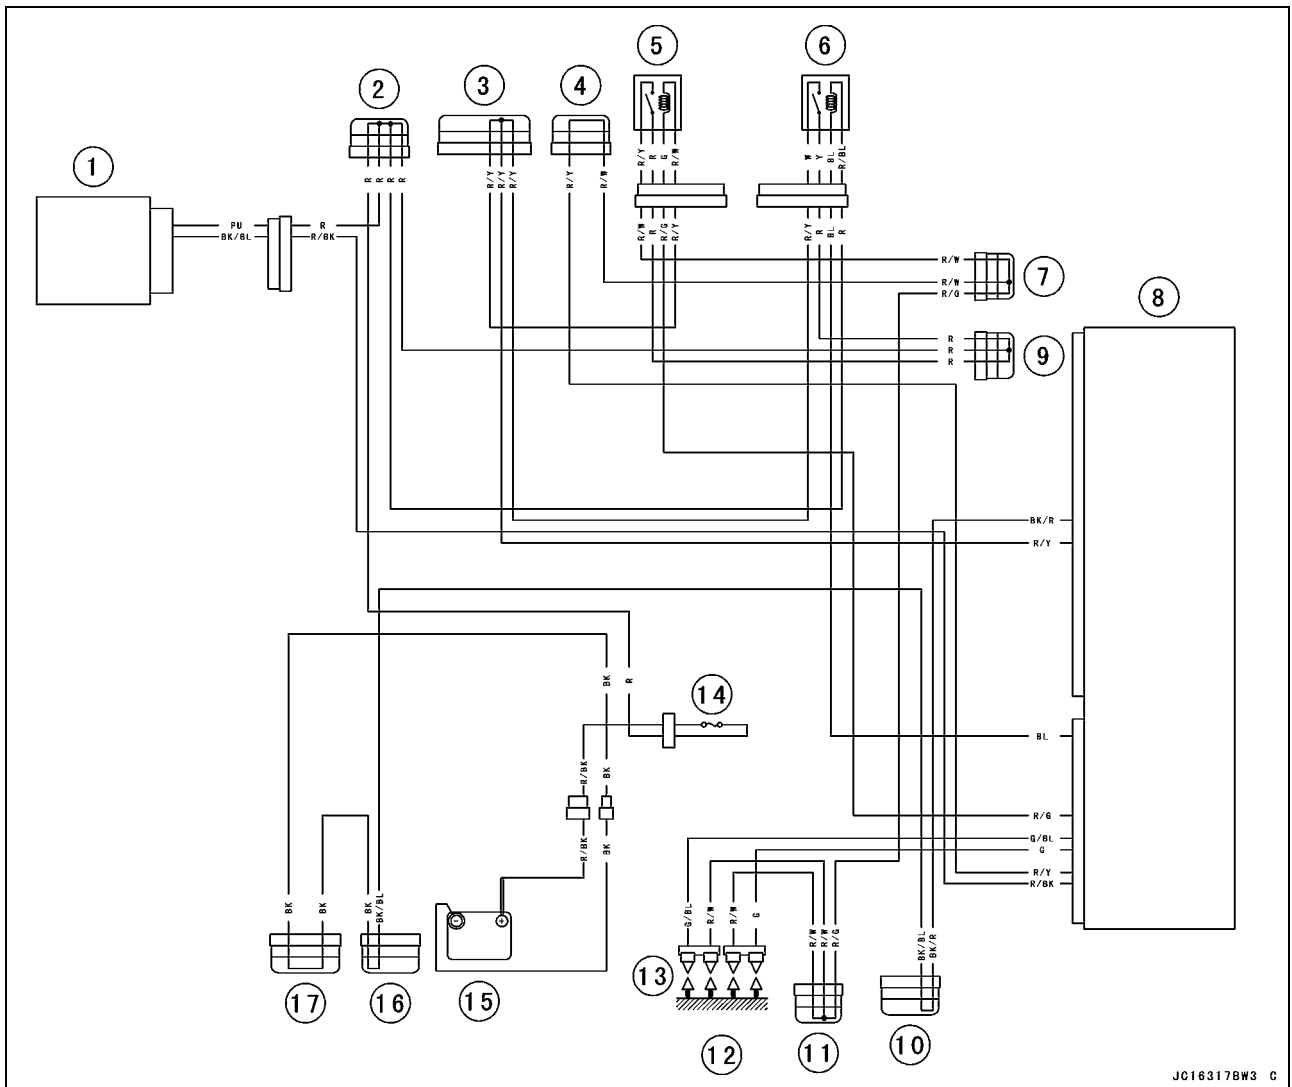 5 6
2 3 4
1
R/Y R G R/W
W Y BL R/BL
R R R R
R/Y R/Y R/Y
R/Y R/W
PU R
BK/BL R/BK
R/W R R/G R/Y
R/Y R BL R
R/W
R/W
R/G
7
8
R
R
R
9
BK/R
R/Y
BK R
14
BL
R/BK BK
R/BK BK
R/G
G/BL
G
R/Y
R/BK
BK BK BK BK/BL
- +
G/BL R/W R/W G
R/W R/W R/G
BK/BL BK/R
13
17 16 15
12 11 10
JC16317BW3 C